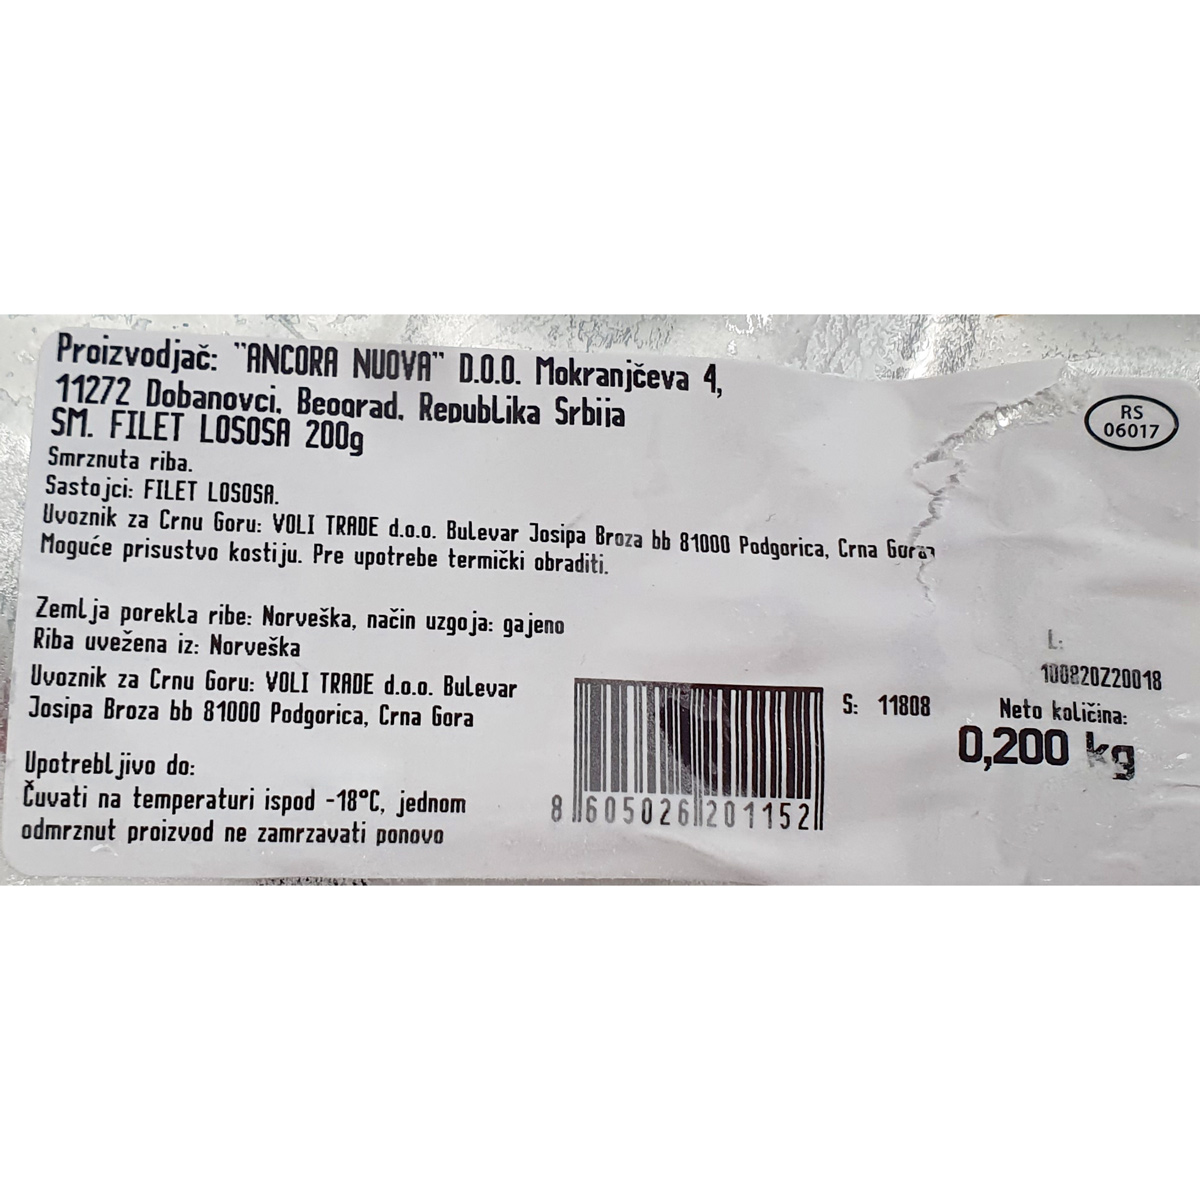 Proizvodjač: "ANCORA NUOVA" D.O.O. Mokranjčeva 4,
11272 Dobanovci, Beograd, Republika Srbija
SM. FILET LOSOSA 200g
Smrznuta riba.
Sastojci: FILET LOSOSA.
Uvoznik za Crnu Goru: VOLI TRADE d.o.o. Bulevar Josipa Broza bb 81000 Podgorica, Crna Gora
Moguće prisustvo kostiju. Pre upotrebe termički obraditi.
Zemlja porekla ribe: Norveška, način uzgoja: gajeno
Riba uvežena iz: Norveška
Uvoznik za Crnu Goru: VOLI TRADE d.o.o. Bulevar
Josipa Broza bb 81000 Podgorica, Crna Gora
Upotrebljivo do:
Čuvati na temperaturi ispod -18°C, jednom
odmrznut proizvod ne zamrzavati ponovo
8 605026 201152
S: 11808
RS
06017
L:
100820Z20018
Neto količina:
0,200 kg